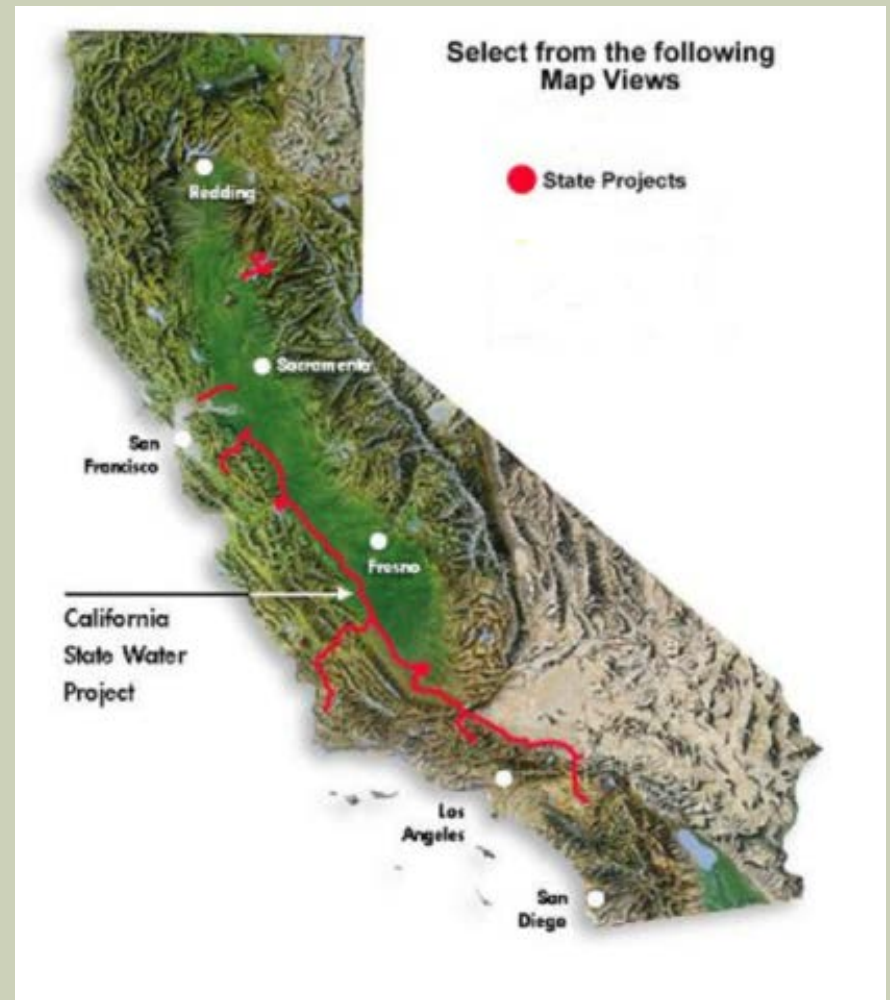 Select from the following
Map Views
State Projects
Redding
Sacramento
San
Francisco
Fresno
California
State Water
Project
Los
Angeles
San
Diego